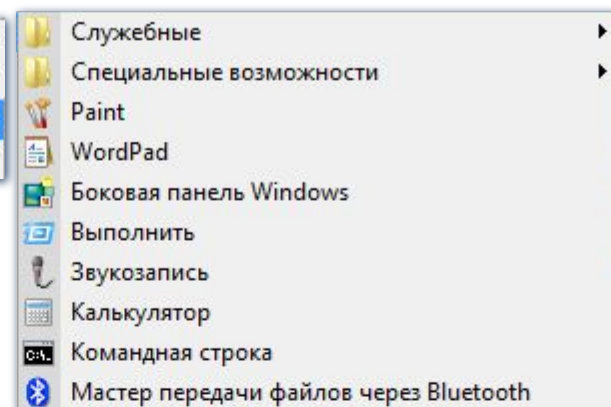 Служебные
Специальные возможности
Paint
WordPad
Боковая панель Windows
Выполнить
Звукозапись
Калькулятор
Командная строка
Мастер передачи файлов через Bluetooth